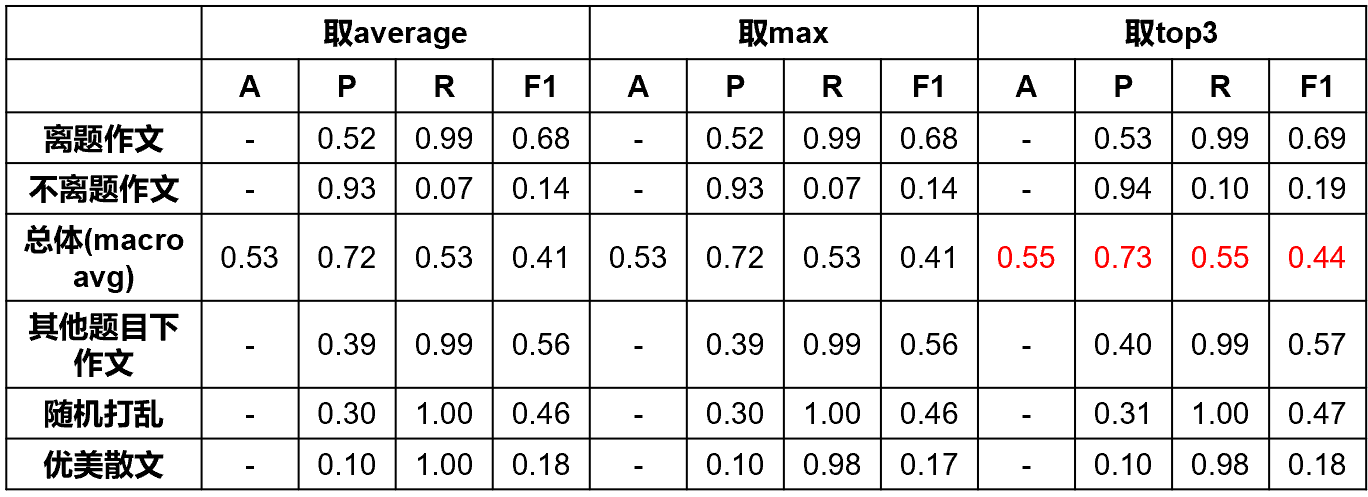 取average 取max 取top3
A P R F1 A P R F1 A P R F1
离题作文 - 0.52 0.99 0.68 - 0.52 0.99 0.68 - 0.53 0.99 0.69
不离题作文 - 0.93 0.07 0.14 - 0.93 0.07 0.14 - 0.94 0.10 0.19
总体(macro
avg) 0.53 0.72 0.53 0.41 0.53 0.72 0.53 0.41 0.55 0.73 0.55 0.44
其他题目下
作文 - 0.39 0.99 0.56 - 0.39 0.99 0.56 - 0.40 0.99 0.57
随机打乱 - 0.30 1.00 0.46 - 0.30 1.00 0.46 - 0.31 1.00 0.47
优美散文 - 0.10 1.00 0.18 - 0.10 0.98 0.17 - 0.10 0.98 0.18